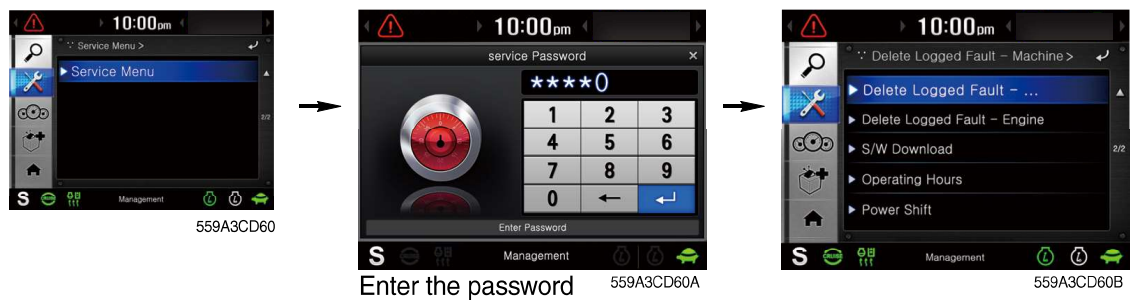 10:00pm
Service Menu >
Service Menu
2/2
S CRUISE Management
559A3CD60
10:00pm
service Password ×
****0
1 2 3
4 5 6
7 8 9
0 ←
Enter Password
S Management
Enter the password
559A3CD60A
10:00pm
Delete Logged Fault - Machine >
Delete Logged Fault - ...
Delete Logged Fault - Engine
S/W Download
2/2
Operating Hours
Power Shift
S CRUISE Management
559A3CD60B